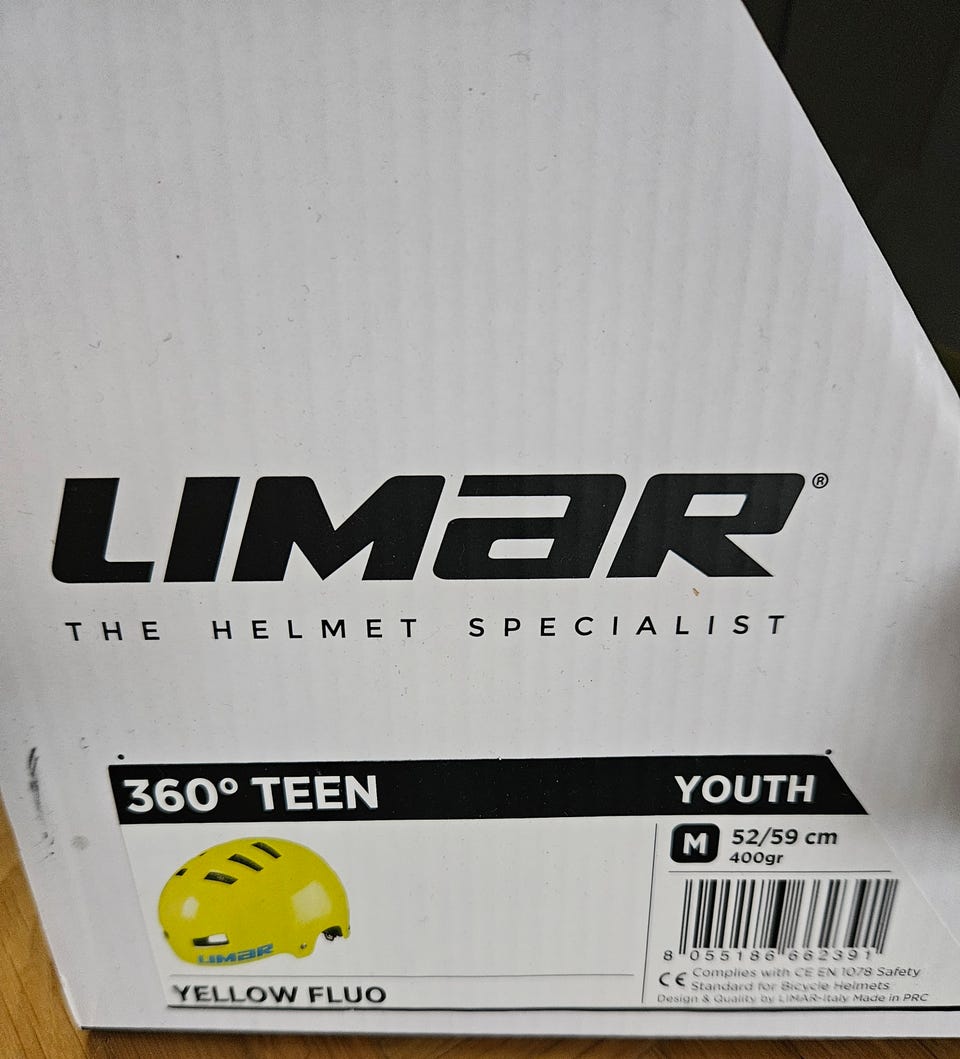 LIMAR®
THE HELMET SPECIALIST
360° TEEN
YOUTH
M 52/59 cm
400gr
LIMAR
8 055186 662391
CE Complies with CE EN 1078 Safety
Standard for Bicycle Helmets
Design & Quality by LIMAR-Italy Made in PRC
YELLOW FLUO